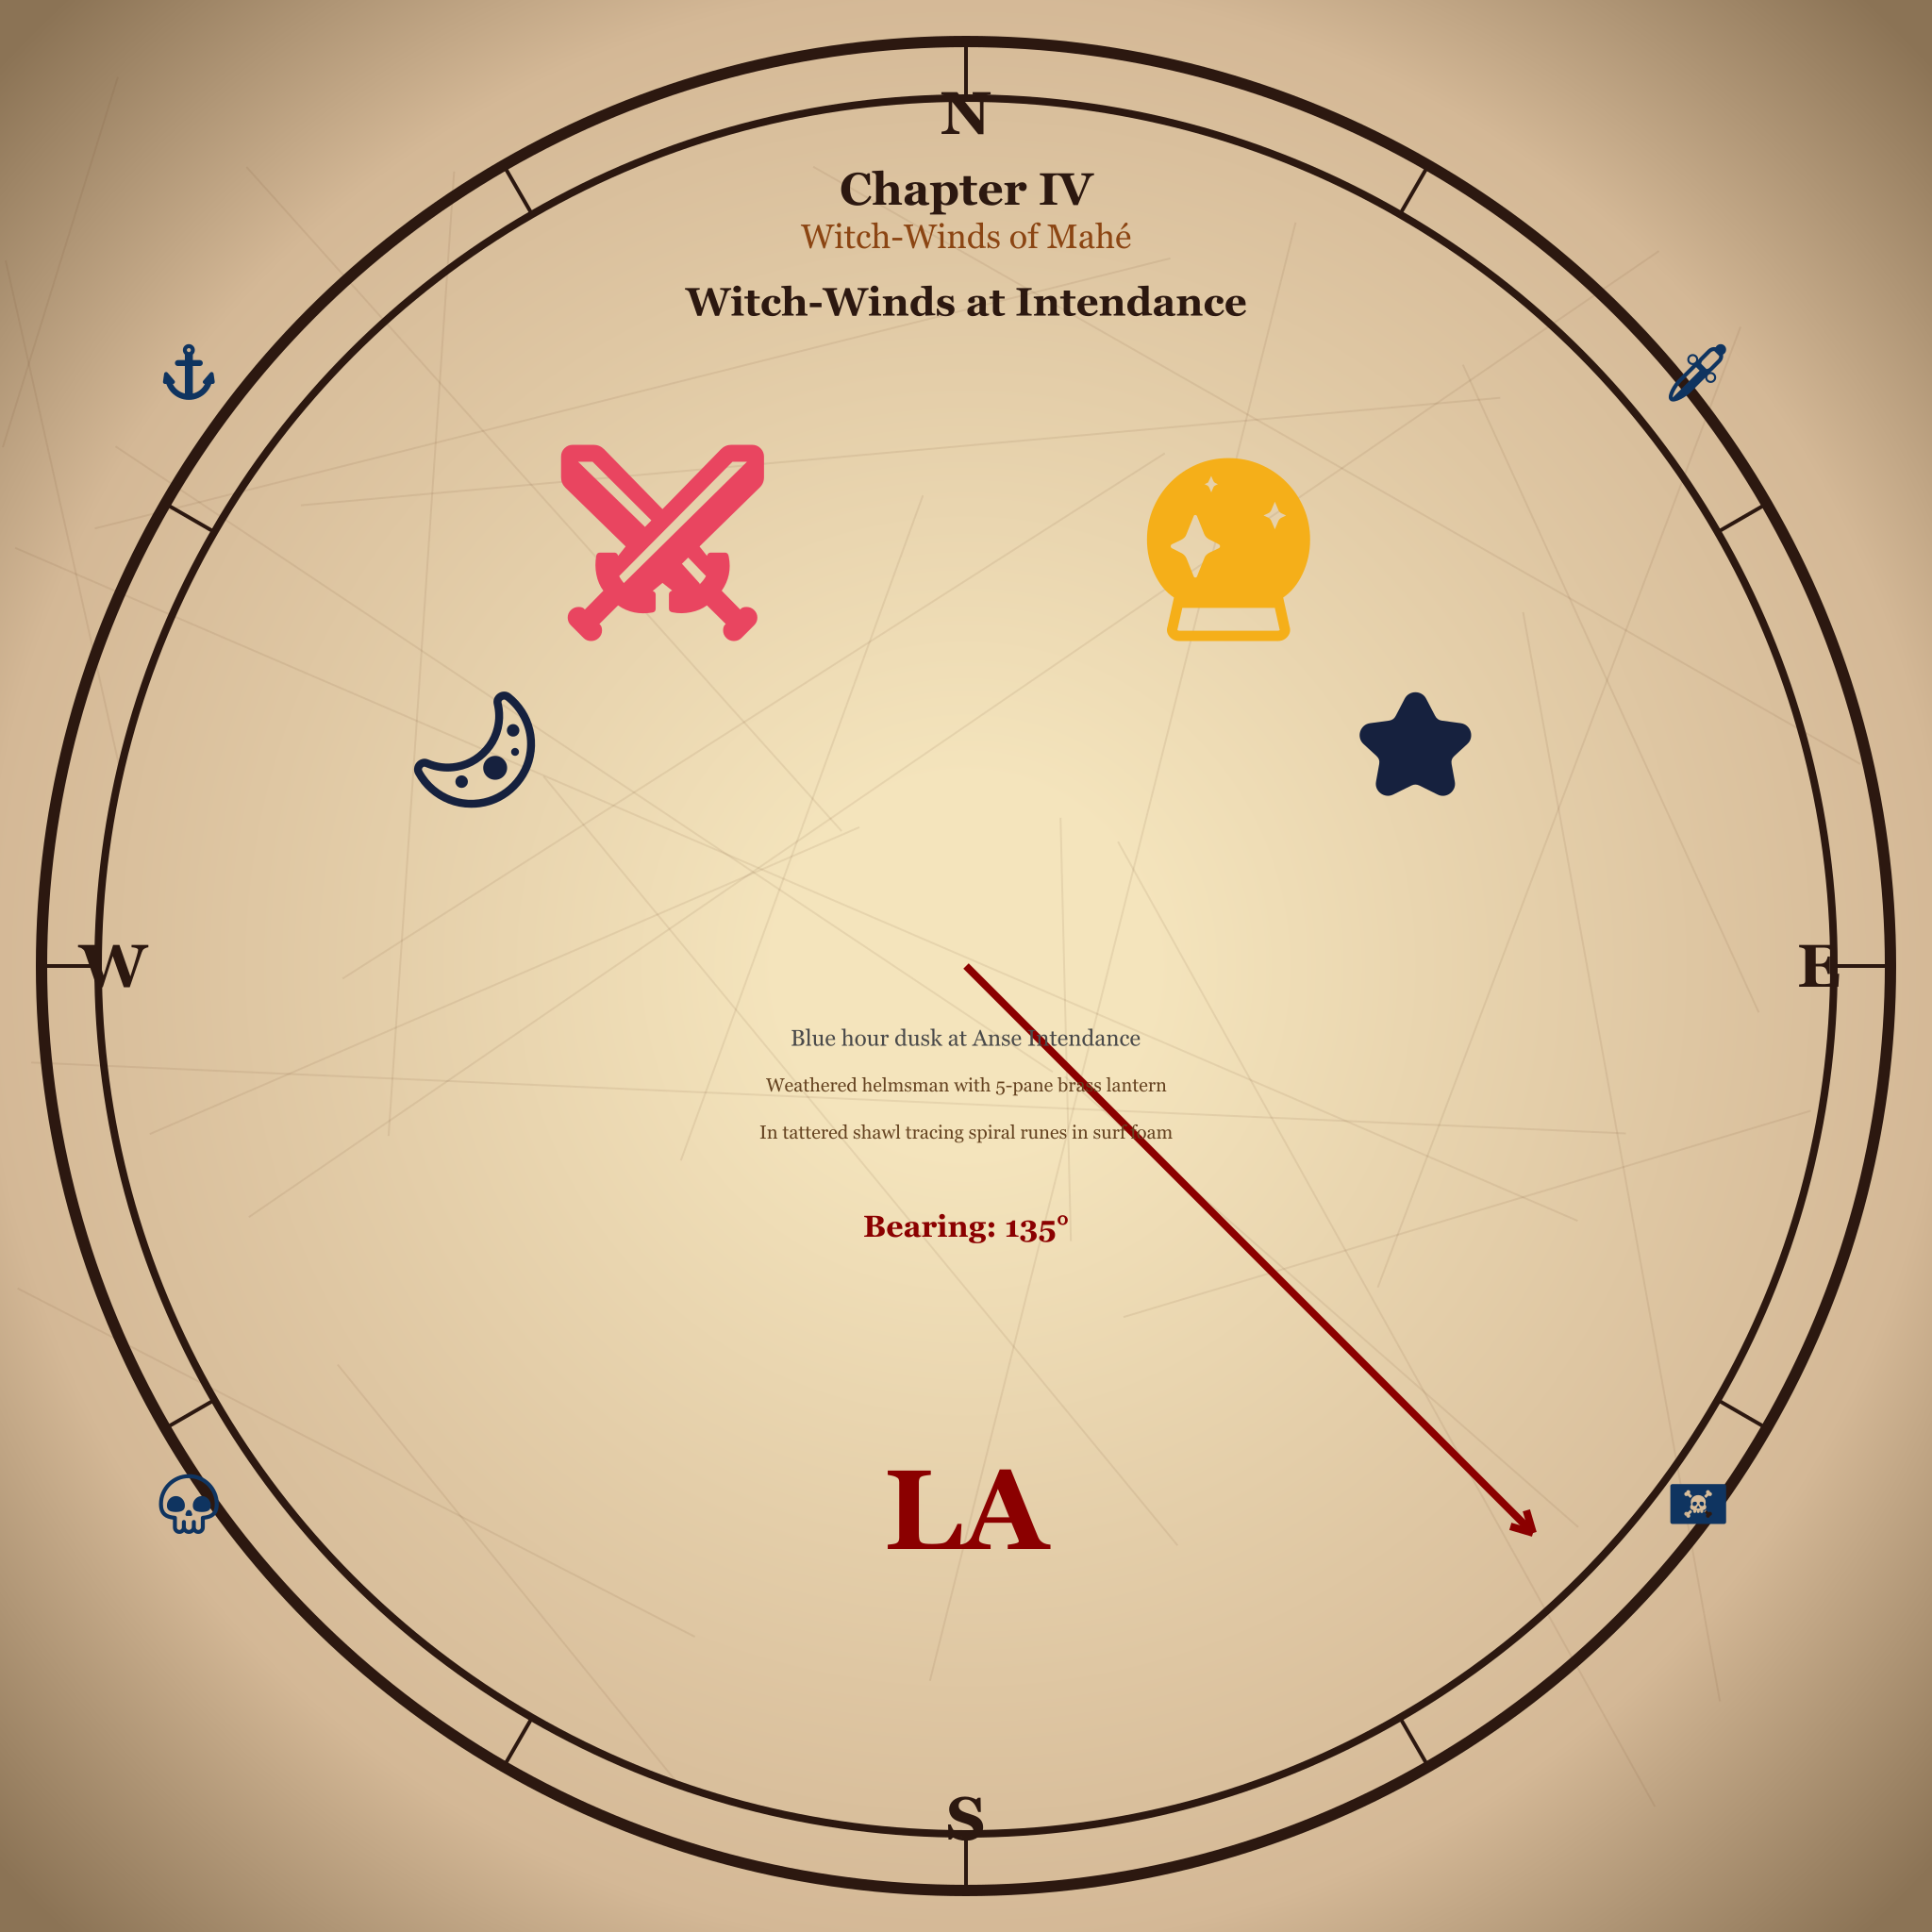 N
Chapter IV
Witch-Winds of Mahé
Witch-Winds at Intendance
W
E
Blue hour dusk at Anse Intendance
Weathered helmsman with 5-pane brass lantern
In tattered shawl tracing spiral runes in surf foam
Bearing: 135°
LA
S